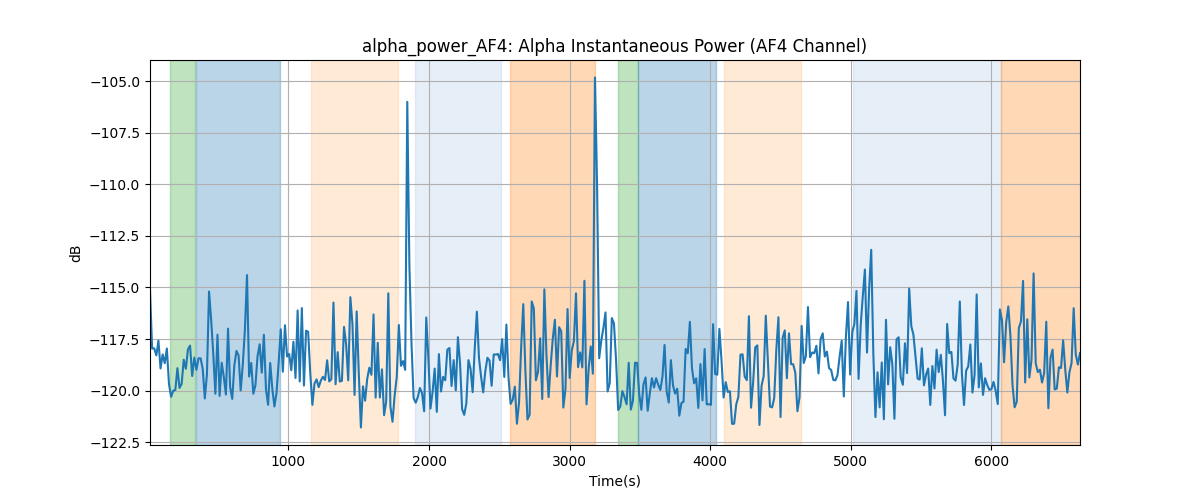 alpha_power_AF4: Alpha Instantaneous Power (AF4 Channel)
−105.0
−107.5
−110.0
−112.5
−115.0
−117.5
−120.0
−122.5
dB
1000 2000 3000 4000 5000 6000
Time(s)